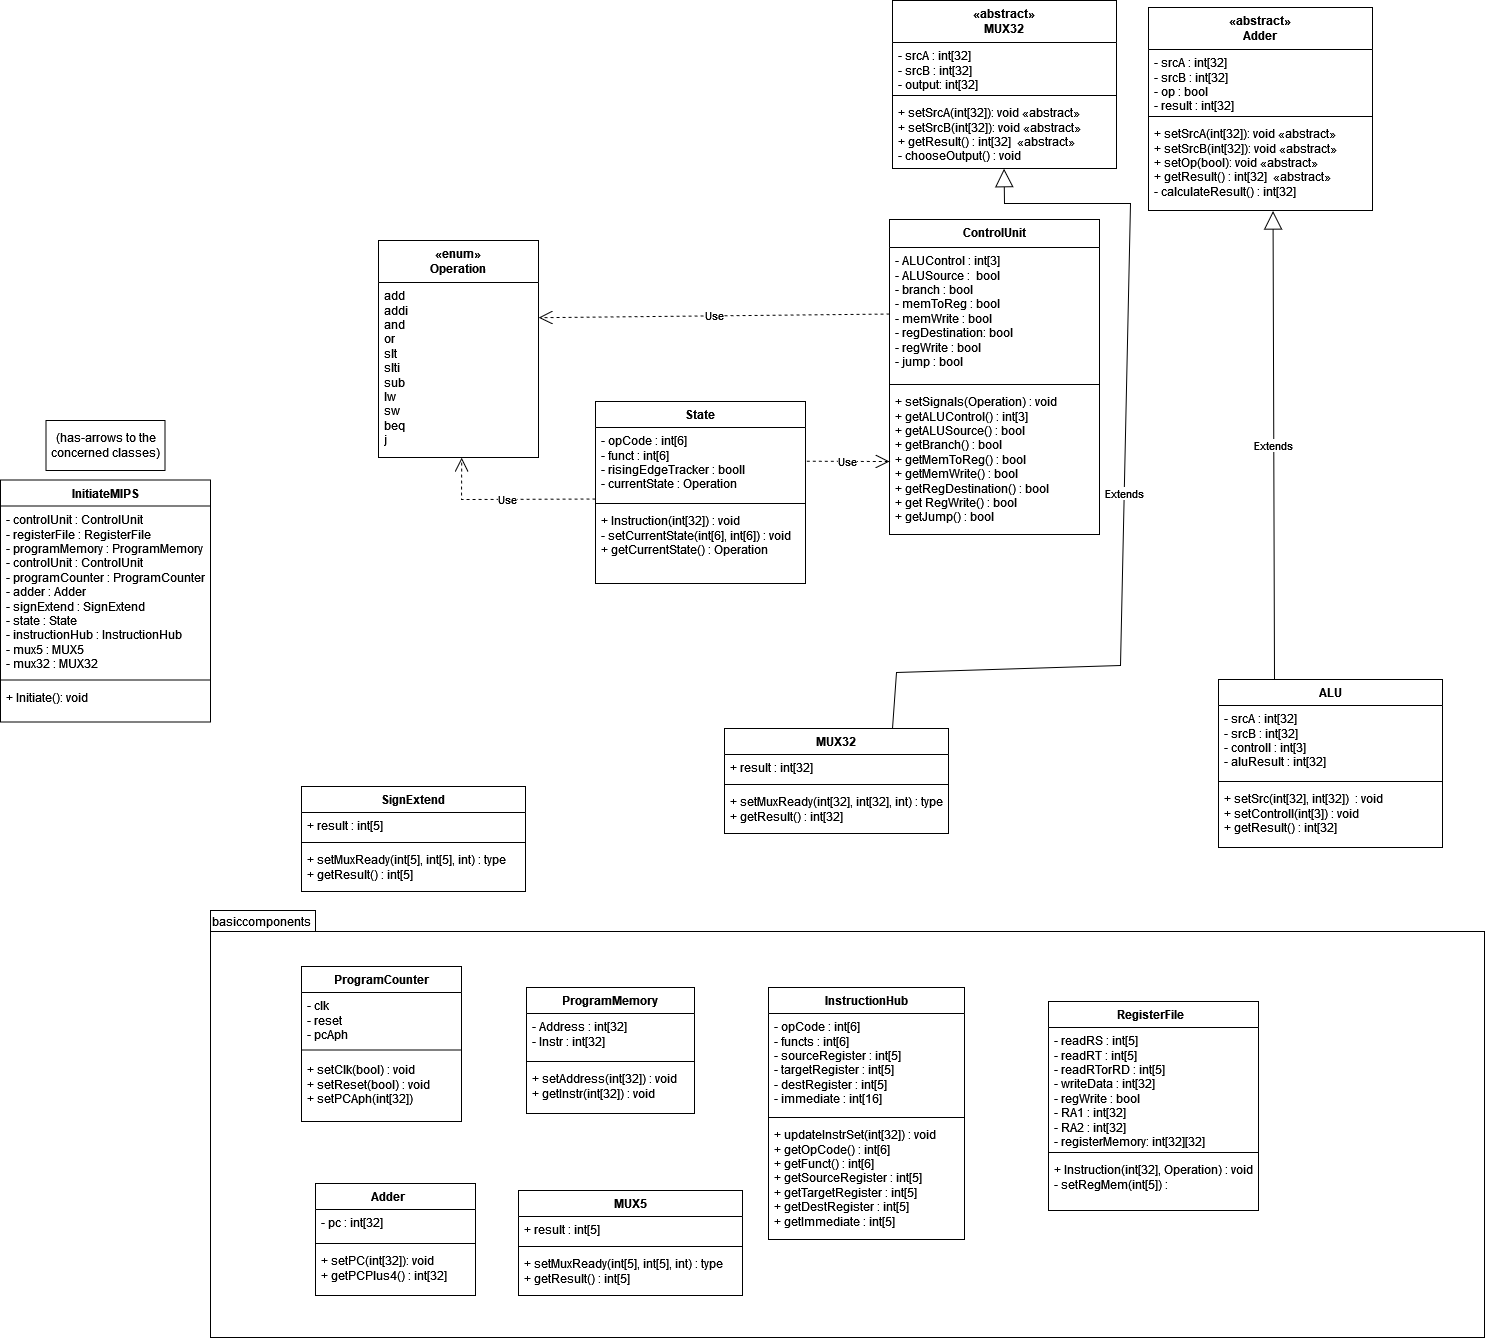 «abstract»
MUX32
- srcA : int[32]
- srcB : int[32]
- output: int[32]
+ setSrcA(int[32]): void «abstract»
+ setSrcB(int[32]): void «abstract»
+ getResult() : int[32]  «abstract»
- chooseOutput() : void
«abstract»
Adder
- srcA : int[32]
- srcB : int[32]
- op : bool
- result : int[32]
+ setSrcA(int[32]): void «abstract»
+ setSrcB(int[32]): void «abstract»
+ setOp(bool): void «abstract»
+ getResult() : int[32]  «abstract»
- calculateResult() : int[32]
«enum»
Operation
add
addi
and
or
slt
slti
sub
lw
sw
beq
j
Use
ControlUnit
- ALUControl : int[3]
- ALUSource :  bool
- branch : bool
- memToReg : bool
- memWrite : bool
- regDestination: bool
- regWrite : bool
- jump : bool
+ setSignals(Operation) : void
+ getALUControl() : int[3]
+ getALUSource() : bool
+ getBranch() : bool
+ getMemToReg() : bool
+ getMemWrite() : bool
+ getRegDestination() : bool
+ get RegWrite() : bool
+ getJump() : bool
State
- opCode : int[6]
- funct : int[6]
- risingEdgeTracker : booll
- currentState : Operation
+ Instruction(int[32]) : void
- setCurrentState(int[6], int[6]) : void
+ getCurrentState() : Operation
Use
Use
Extends
Extends
(has-arrows to the
concerned classes)
InitiateMIPS
- controlUnit : ControlUnit
- registerFile : RegisterFile
- programMemory : ProgramMemory
- controlUnit : ControlUnit
- programCounter : ProgramCounter
- adder : Adder
- signExtend : SignExtend
- state : State
- instructionHub : InstructionHub
- mux5 : MUX5
- mux32 : MUX32
+ Initiate(): void
MUX32
+ result : int[32]
+ setMuxReady(int[32], int[32], int) : type
+ getResult() : int[32]
ALU
- srcA : int[32]
- srcB : int[32]
- controll : int[3]
- aluResult : int[32]
+ setSrc(int[32], int[32])  : void
+ setControll(int[3]) : void
+ getResult() : int[32]
SignExtend
+ result : int[5]
+ setMuxReady(int[5], int[5], int) : type
+ getResult() : int[5]
basiccomponents
ProgramCounter
- clk
- reset
- pcAph
+ setClk(bool) : void
+ setReset(bool) : void
+ setPCAph(int[32])
ProgramMemory
- Address : int[32]
- Instr : int[32]
+ setAddress(int[32]) : void
+ getInstr(int[32]) : void
InstructionHub
- opCode : int[6]
- functs : int[6]
- sourceRegister : int[5]
- targetRegister : int[5]
- destRegister : int[5]
- immediate : int[16]
+ updateInstrSet(int[32]) : void
+ getOpCode() : int[6]
+ getFunct() : int[6]
+ getSourceRegister : int[5]
+ getTargetRegister : int[5]
+ getDestRegister : int[5]
+ getImmediate : int[5]
RegisterFile
- readRS : int[5]
- readRT : int[5]
- readRTorRD : int[5]
- writeData : int[32]
- regWrite : bool
- RA1 : int[32]
- RA2 : int[32]
- registerMemory: int[32][32]
+ Instruction(int[32], Operation) : void
- setRegMem(int[5]) :
Adder
- pc : int[32]
+ setPC(int[32]): void
+ getPCPlus4() : int[32]
MUX5
+ result : int[5]
+ setMuxReady(int[5], int[5], int) : type
+ getResult() : int[5]